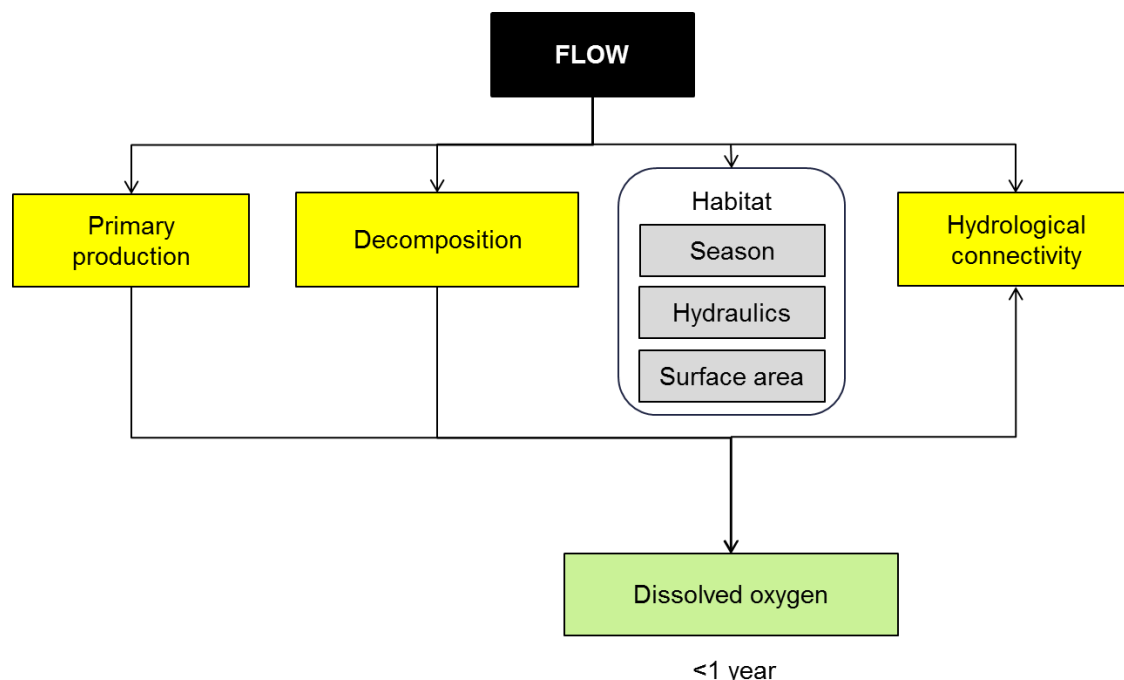 FLOW
Primary
production
Decomposition
Habitat
Season
Hydraulics
Surface area
Hydrological
connectivity
Dissolved oxygen
<1 year